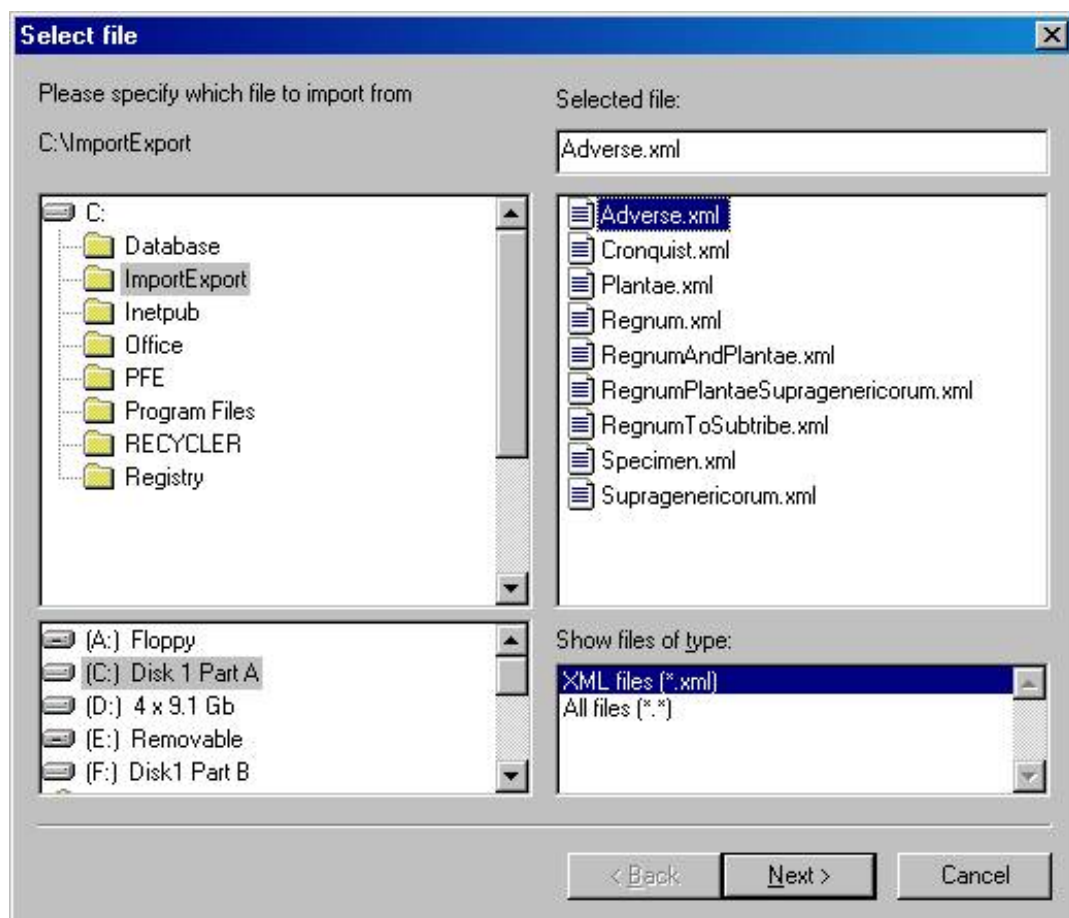 Select file
Please specify which file to import from
C:\ImportExport
C:
Database
ImportExport
Inetpub
Office
PFE
Program Files
RECYCLER
Registry
(A:) Floppy
(C:) Disk 1 Part A
(D:) 4 x 9.1 Gb
(E:) Removable
(F:) Disk1 Part B
Selected file:
Adverse.xml
Adverse.xml
Cronquist.xml
Plantae.xml
Regnum.xml
RegnumAndPlantae.xml
RegnumPlantaeSupragenericorum.xml
RegnumToSubtribe.xml
Specimen.xml
Supragenericorum.xml
Show files of type:
XML files (*.xml)
All files (*.*)
< Back
Next >
Cancel